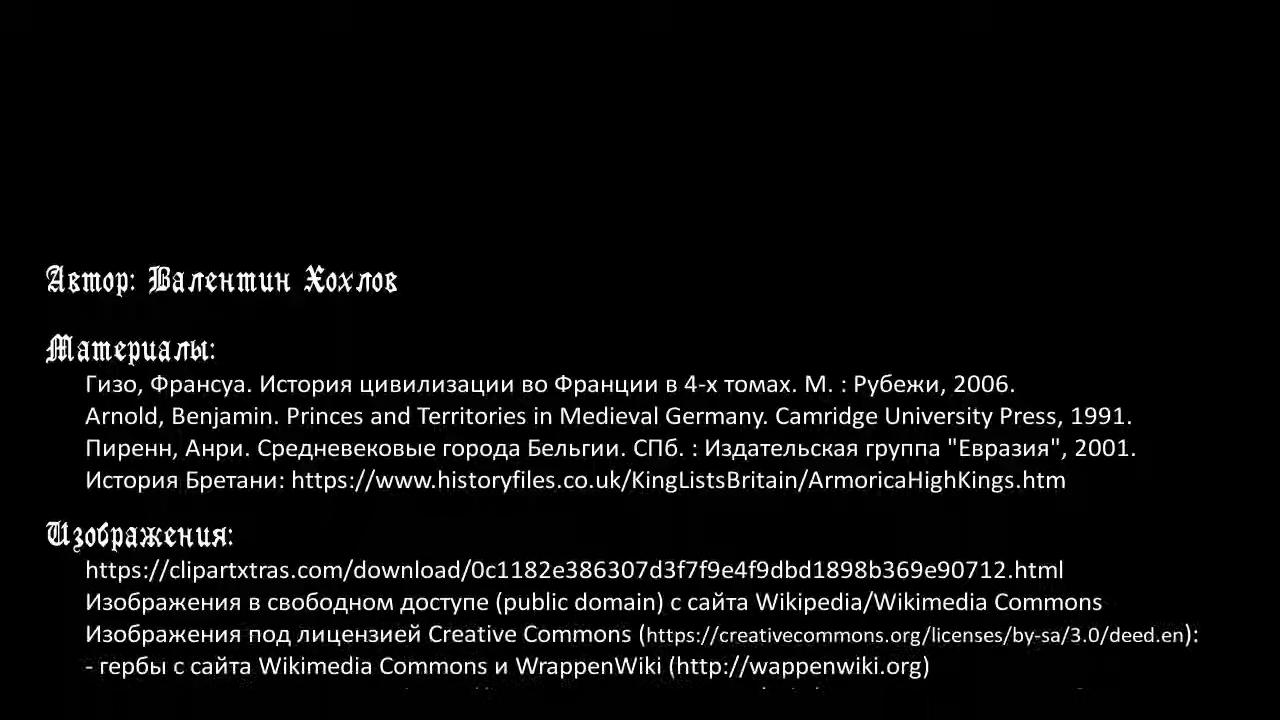 Автор: Валентин Хохлов
Материалы:
Гизо, Франсуа. История цивилизации во Франции в 4-х томах. М. : Рубежи, 2006.
Arnold, Benjamin. Princes and Territories in Medieval Germany. Camridge University Press, 1991.
Пиренн, Анри. Средневековые города Бельгии. СПб. : Издательская группа "Евразия", 2001.
История Бретани: https://www.historyfiles.co.uk/KingListsBritain/ArmoricaHighKings.htm
Изображения:
https://clipartxtras.com/download/0c1182e386307d3f7f9e4f9dbd1898b369e90712.html
Изображения в свободном доступе (public domain) с сайта Wikipedia/Wikimedia Commons
Изображения под лицензией Creative Commons (https://creativecommons.org/licenses/by-sa/3.0/deed.en):
- гербы с сайта Wikimedia Commons и WrappenWiki (http://wappenwiki.org)